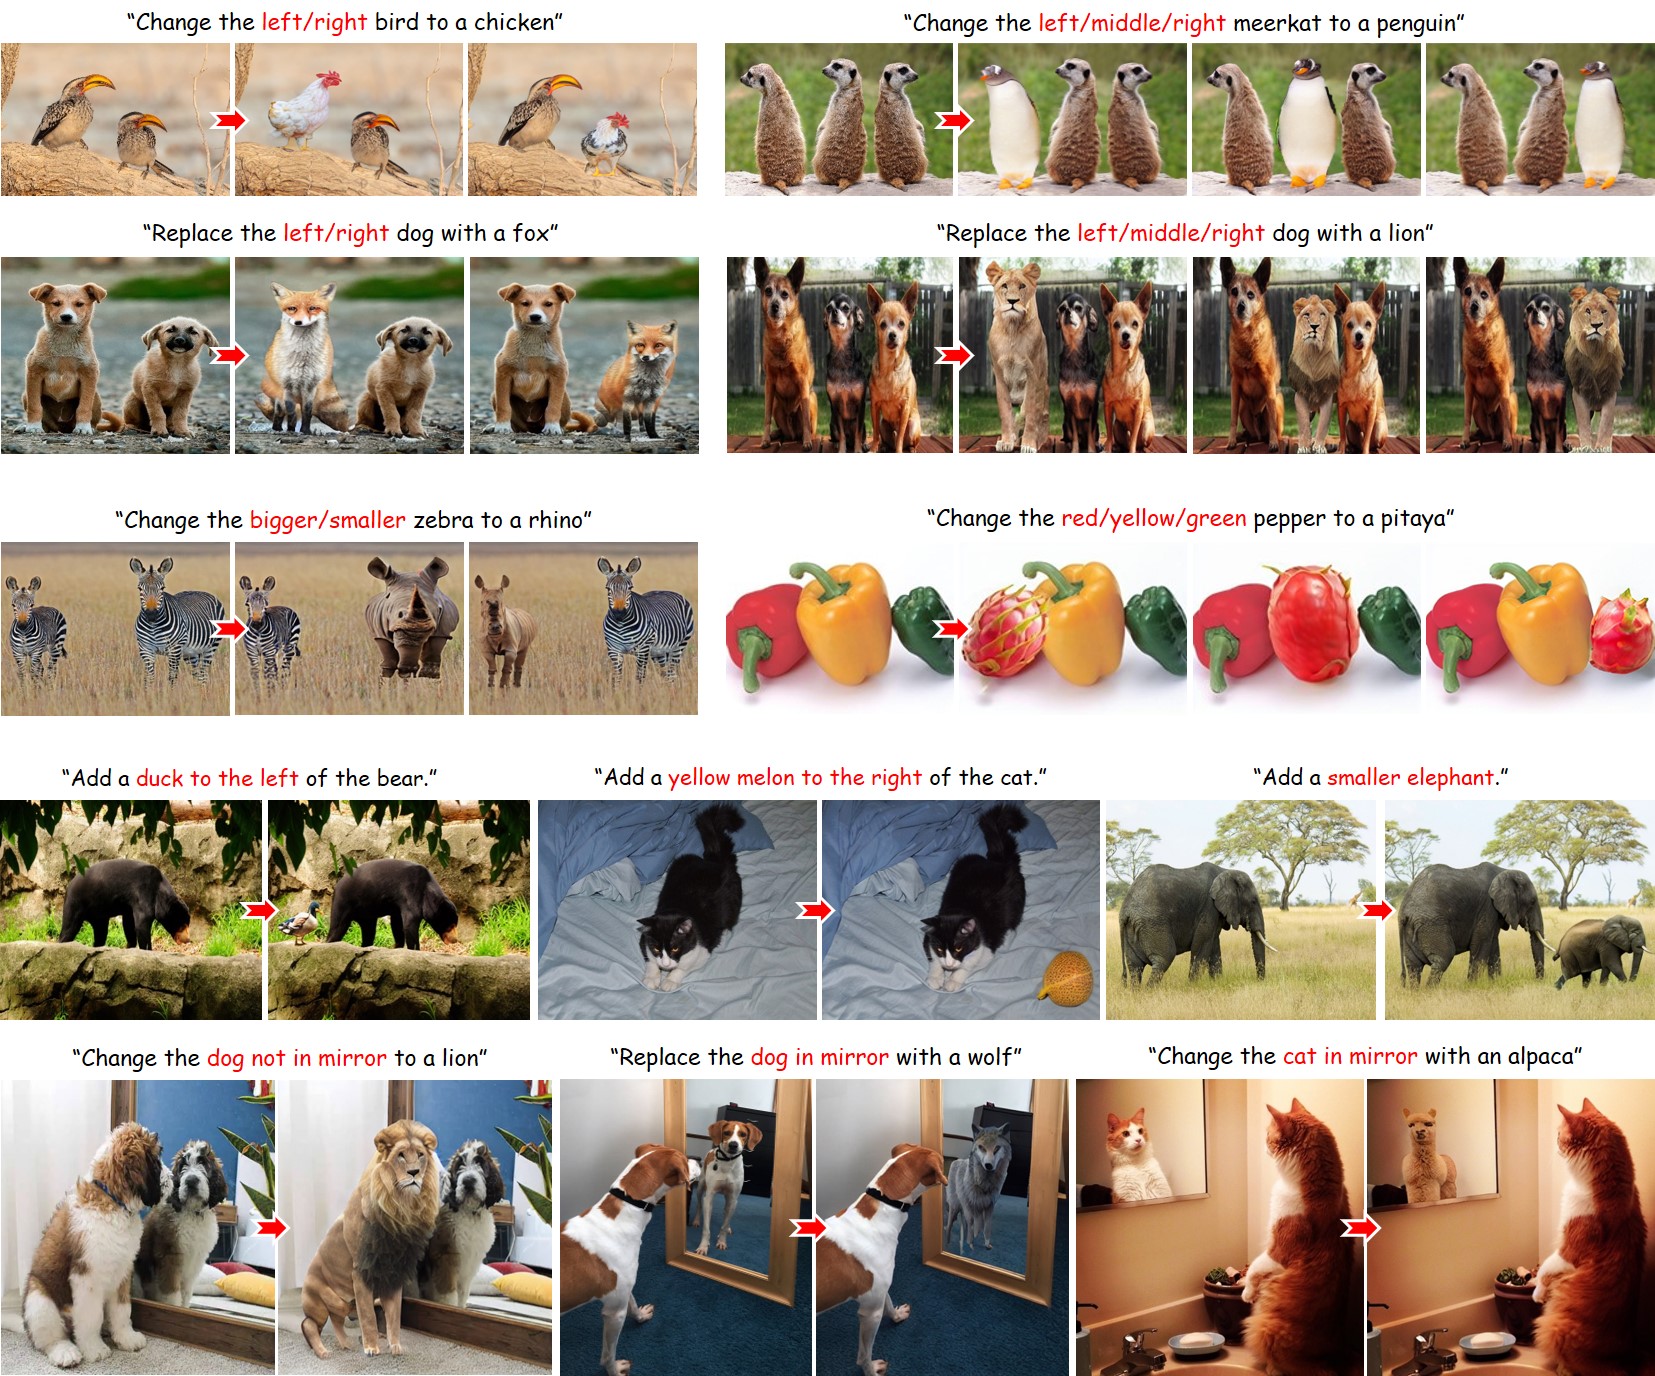 “Change the left/right bird to a chicken”
“Change the left/middle/right meerkat to a penguin”
“Replace the left/right dog with a fox”
“Replace the left/middle/right dog with a lion”
“Change the bigger/smaller zebra to a rhino”
“Change the red/yellow/green pepper to a pitaya”
“Add a duck to the left of the bear.”
“Add a yellow melon to the right of the cat.”
“Add a smaller elephant.”
“Change the dog not in mirror to a lion”
“Replace the dog in mirror with a wolf”
“Change the cat in mirror with an alpaca”